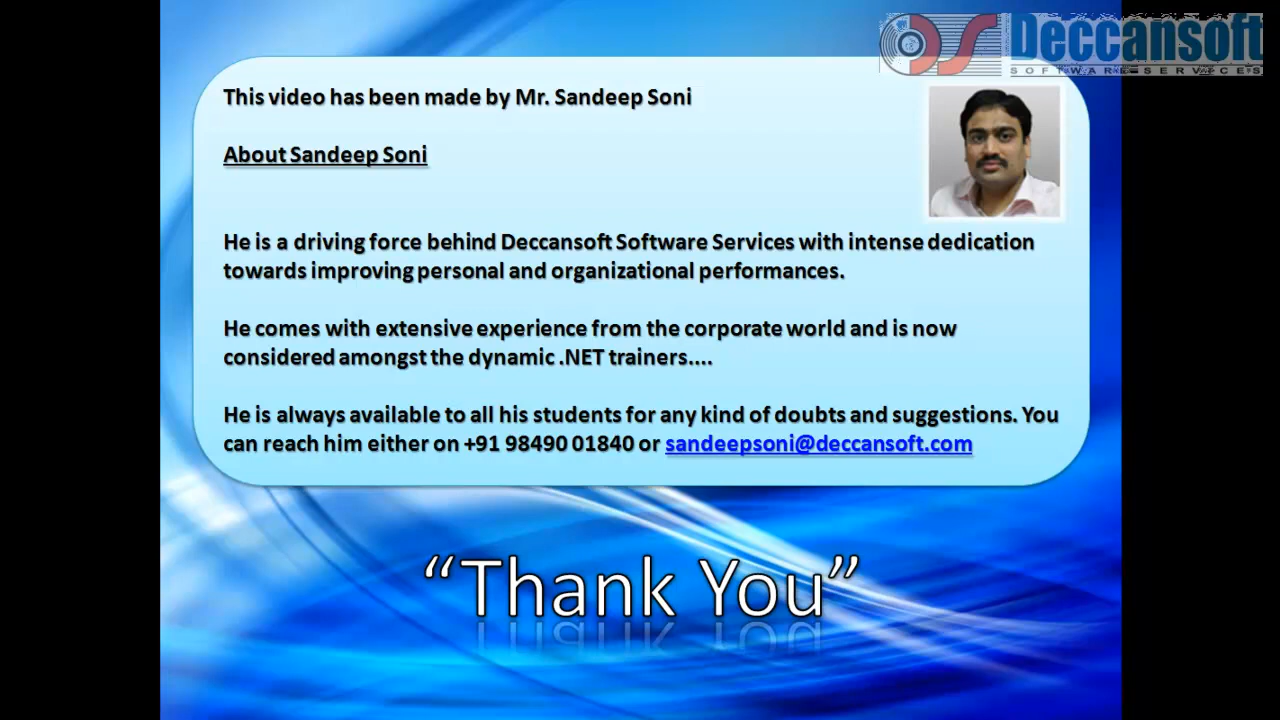 Deccansoft
SOFTWARE SERVICES
This video has been made by Mr. Sandeep Soni
About Sandeep Soni
He is a driving force behind Deccansoft Software Services with intense dedication
towards improving personal and organizational performances.
He comes with extensive experience from the corporate world and is now
considered amongst the dynamic .NET trainers....
He is always available to all his students for any kind of doubts and suggestions. You
can reach him either on +91 98490 01840 or sandeepsoni@deccansoft.com
“Thank You”